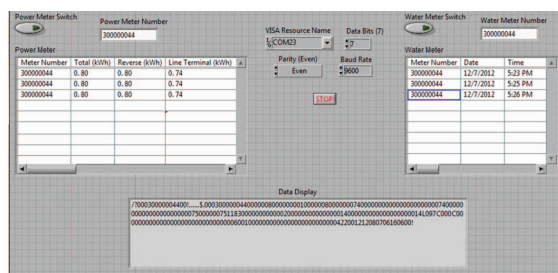 Power Meter Switch
Power Meter Number
300000044
VISA Resource Name
COM23
Data Bits (7)
7
Parity (Even)
Even
Baud Rate
9600
STOP!
Water Meter Switch
Water Meter Number
300000044
Power Meter
Meter Number Total (kWh) Reverse (kWh) Line Terminal (kWh)
300000044 0.80 0.80 0.74
300000044 0.80 0.80 0.74
300000044 0.80 0.80 0.74
Water Meter
Meter Number Date Time
300000044 12/7/2012 5:23 PM
300000044 12/7/2012 5:25 PM
300000044 12/7/2012 5:26 PM
Data Display